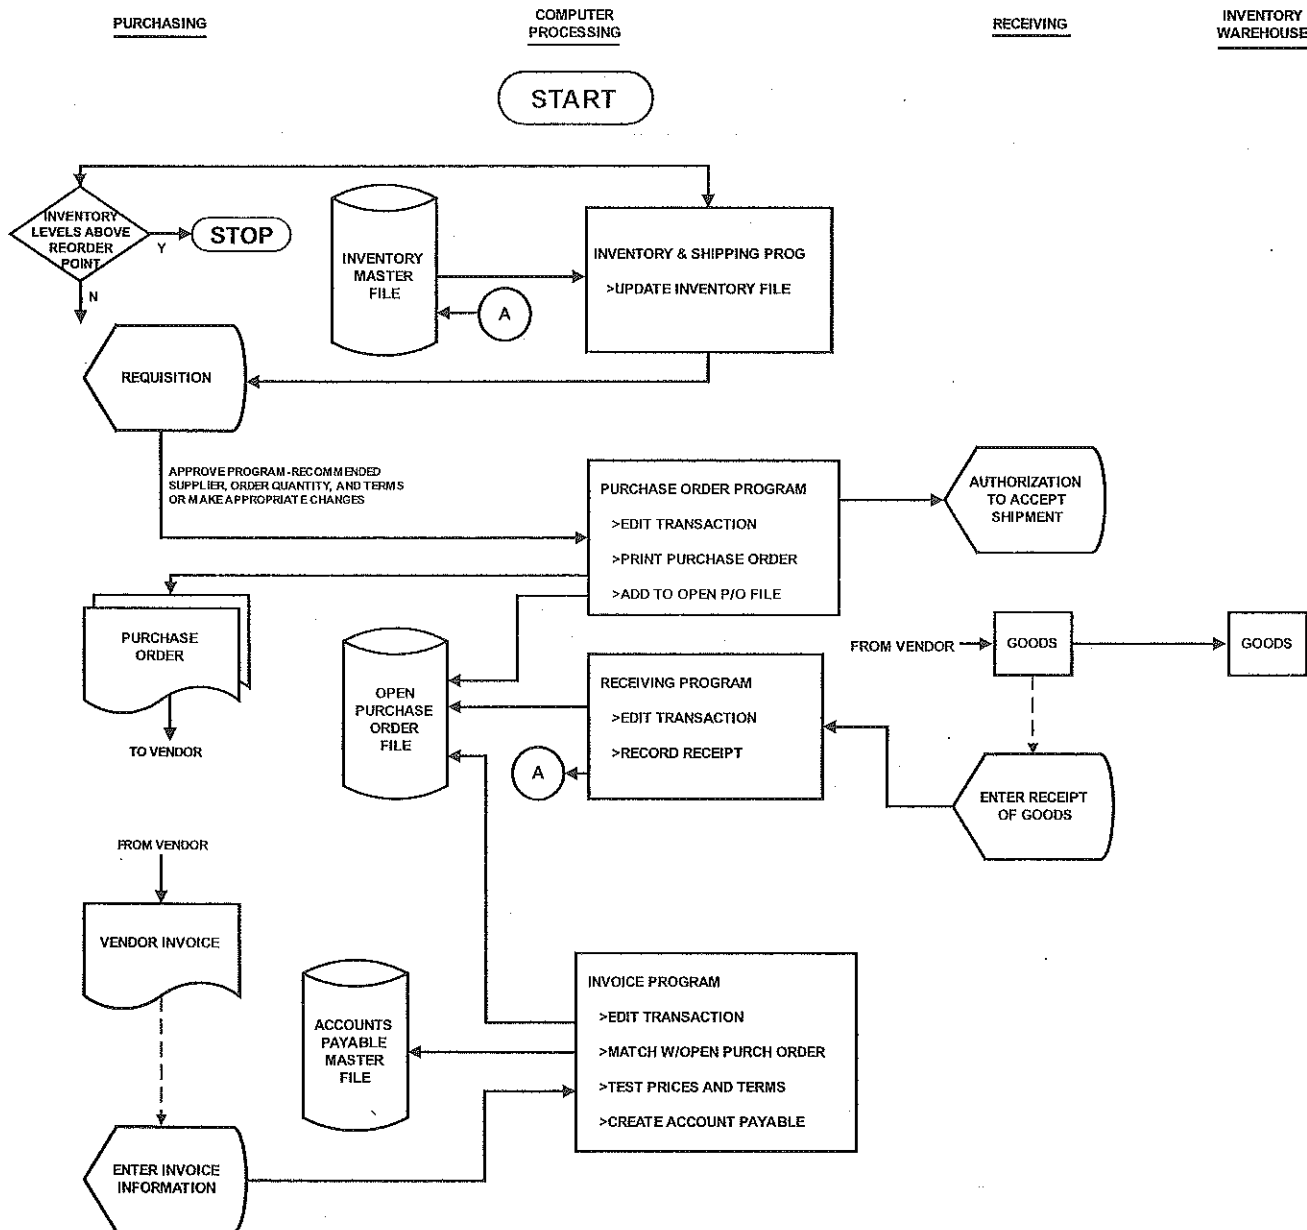 PURCHASING
COMPUTER
PROCESSING
RECEIVING
INVENTORY
WAREHOUSE
START
INVENTORY
LEVELS ABOVE
REORDER
POINT
Y
STOP
N
INVENTORY
MASTER
FILE
A
INVENTORY & SHIPPING PROG
>UPDATE INVENTORY FILE
REQUISITION
APPROVE PROGRAM-RECOMMENDED
SUPPLIER, ORDER QUANTITY, AND TERMS
OR MAKE APPROPRIATE CHANGES
PURCHASE ORDER PROGRAM
>EDIT TRANSACTION
>PRINT PURCHASE ORDER
>ADD TO OPEN P/O FILE
AUTHORIZATION
TO ACCEPT
SHIPMENT
PURCHASE
ORDER
TO VENDOR
OPEN
PURCHASE
ORDER
FILE
RECEIVING PROGRAM
>EDIT TRANSACTION
>RECORD RECEIPT
A
FROM VENDOR
GOODS
GOODS
ENTER RECEIPT
OF GOODS
FROM VENDOR
VENDOR INVOICE
ACCOUNTS
PAYABLE
MASTER
FILE
INVOICE PROGRAM
>EDIT TRANSACTION
>MATCH W/OPEN PURCH ORDER
>TEST PRICES AND TERMS
>CREATE ACCOUNT PAYABLE
ENTER INVOICE
INFORMATION